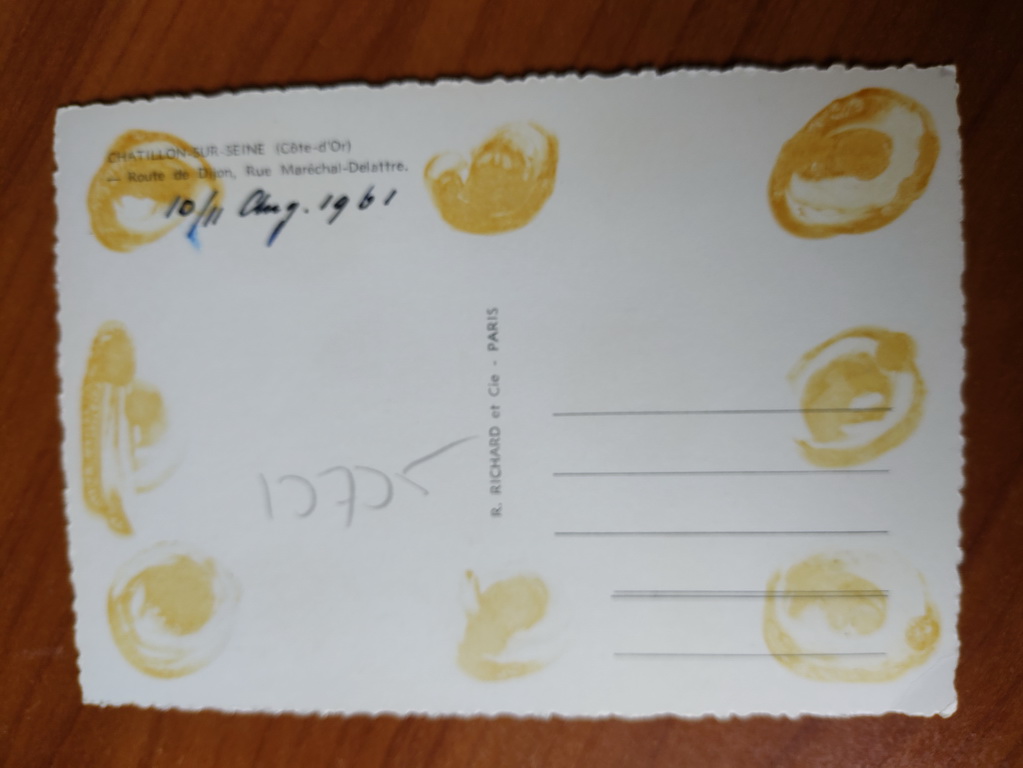 CHATILLON-SUR-SEINE (Côte-d'Or)
— Route de Dijon, Rue Maréchal-Delattre.
10/11 Aug. 1961
R. RICHARD et Cie - PARIS